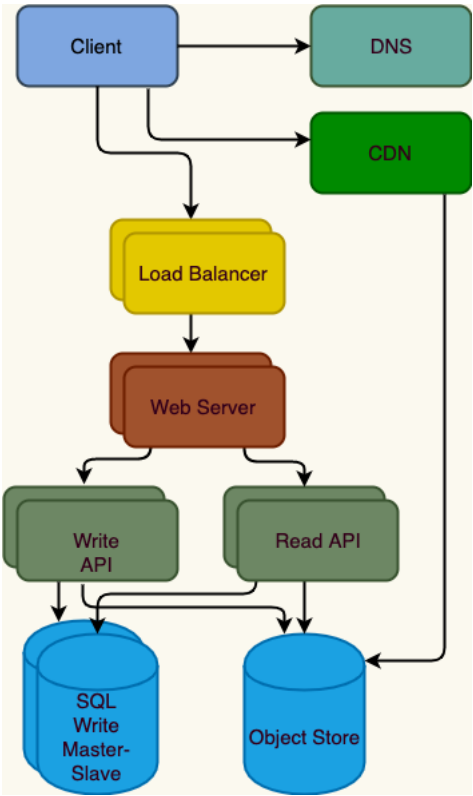 Client
DNS
CDN
Load Balancer
Web Server
Write
API
Read API
SQL
Write
Master-
Slave
Object Store